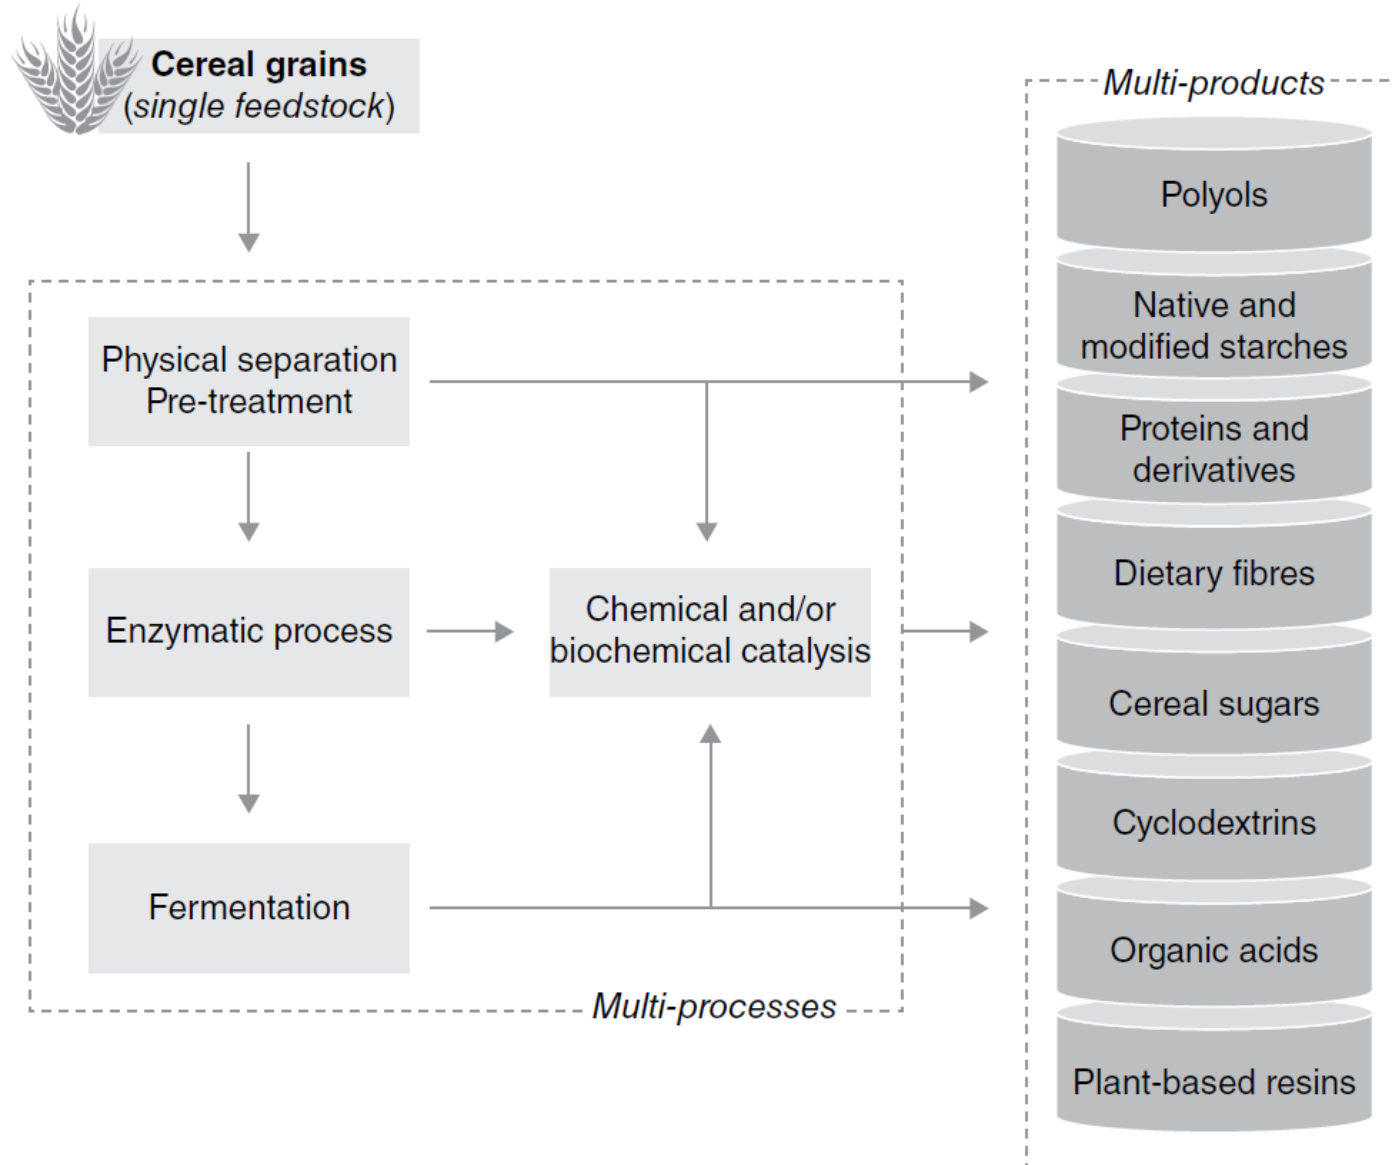 Cereal grains
(single feedstock)
Physical separation
Pre-treatment
Enzymatic process
Chemical and/or
biochemical catalysis
Fermentation
Multi-processes
Multi-products
Polyols
Native and
modified starches
Proteins and
derivatives
Dietary fibres
Cereal sugars
Cyclodextrins
Organic acids
Plant-based resins